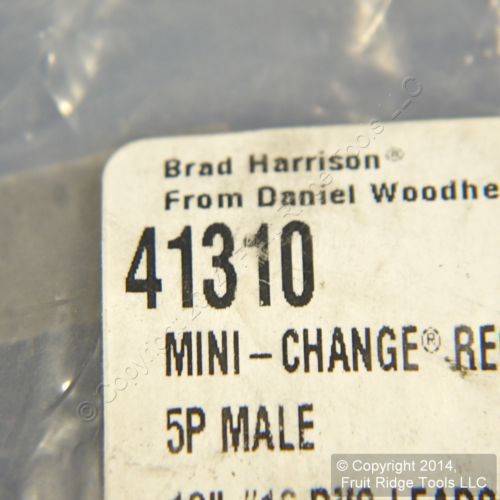 Brad Harrison®
From Daniel Woodhe
41310
MINI-CHANGE® RE
5P MALE
© Copyright 2014,
Fruit Ridge Tools LLC